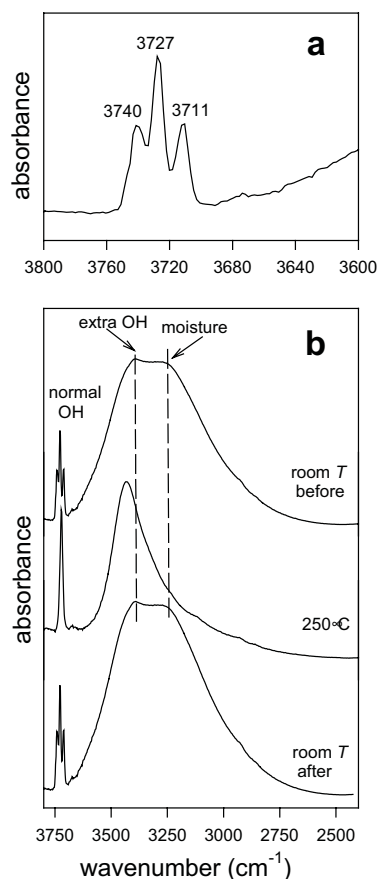 a
3727
3740
3711
absorbance
3800 3760 3720 3680 3640 3600
b
extra OH
moisture
normal
OH
room T
before
250∞C
room T
after
absorbance
3750 3500 3250 3000 2750 2500
wavenumber (cm-1)